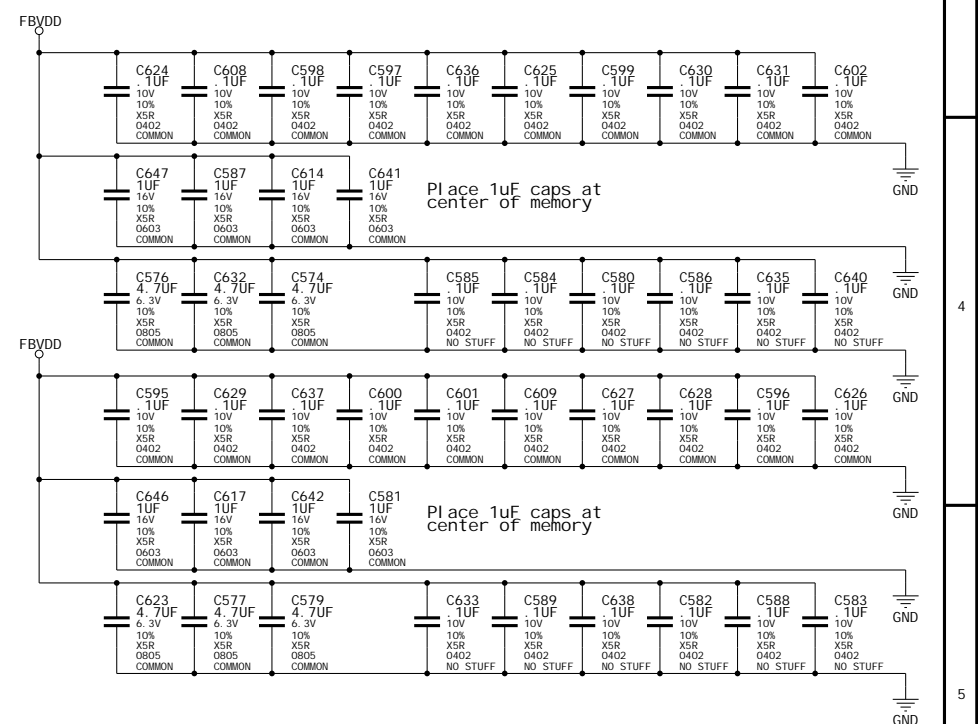 FBVDD
C624 C608 C598 C597 C636 C625 C599 C630 C631 C602
.1UF .1UF .1UF .1UF .1UF .1UF .1UF .1UF .1UF .1UF
10V 10V 10V 10V 10V 10V 10V 10V 10V 10V
10% 10% 10% 10% 10% 10% 10% 10% 10% 10%
X5R X5R X5R X5R X5R X5R X5R X5R X5R X5R
0402 0402 0402 0402 0402 0402 0402 0402 0402 0402
COMMON COMMON COMMON COMMON COMMON COMMON COMMON COMMON COMMON COMMON
GND
C647 C587 C614 C641
1UF 1UF 1UF 1UF
16V 16V 16V 16V
10% 10% 10% 10%
X5R X5R X5R X5R
0603 0603 0603 0603
COMMON COMMON COMMON COMMON
Place 1uF caps at
center of memory
GND
C576 C632 C574 C585 C584 C580 C586 C635 C640
4.7UF 4.7UF 4.7UF .1UF .1UF .1UF .1UF .1UF .1UF
6.3V 6.3V 6.3V 10V 10V 10V 10V 10V 10V
10% 10% 10% 10% 10% 10% 10% 10% 10%
X5R X5R X5R X5R X5R X5R X5R X5R X5R
0805 0805 0805 0402 0402 0402 0402 0402 0402
COMMON COMMON COMMON NO STUFF NO STUFF NO STUFF NO STUFF NO STUFF NO STUFF
GND
4
FBVDD
C595 C629 C637 C600 C601 C609 C627 C628 C596 C626
.1UF .1UF .1UF .1UF .1UF .1UF .1UF .1UF .1UF .1UF
10V 10V 10V 10V 10V 10V 10V 10V 10V 10V
10% 10% 10% 10% 10% 10% 10% 10% 10% 10%
X5R X5R X5R X5R X5R X5R X5R X5R X5R X5R
0402 0402 0402 0402 0402 0402 0402 0402 0402 0402
COMMON COMMON COMMON COMMON COMMON COMMON COMMON COMMON COMMON COMMON
GND
C646 C617 C642 C581
1UF 1UF 1UF 1UF
16V 16V 16V 16V
10% 10% 10% 10%
X5R X5R X5R X5R
0603 0603 0603 0603
COMMON COMMON COMMON COMMON
Place 1uF caps at
center of memory
GND
C623 C577 C579 C633 C589 C638 C582 C588 C583
4.7UF 4.7UF 4.7UF .1UF .1UF .1UF .1UF .1UF .1UF
6.3V 6.3V 6.3V 10V 10V 10V 10V 10V 10V
10% 10% 10% 10% 10% 10% 10% 10% 10%
X5R X5R X5R X5R X5R X5R X5R X5R X5R
0805 0805 0805 0402 0402 0402 0402 0402 0402
COMMON COMMON COMMON NO STUFF NO STUFF NO STUFF NO STUFF NO STUFF NO STUFF
GND
5